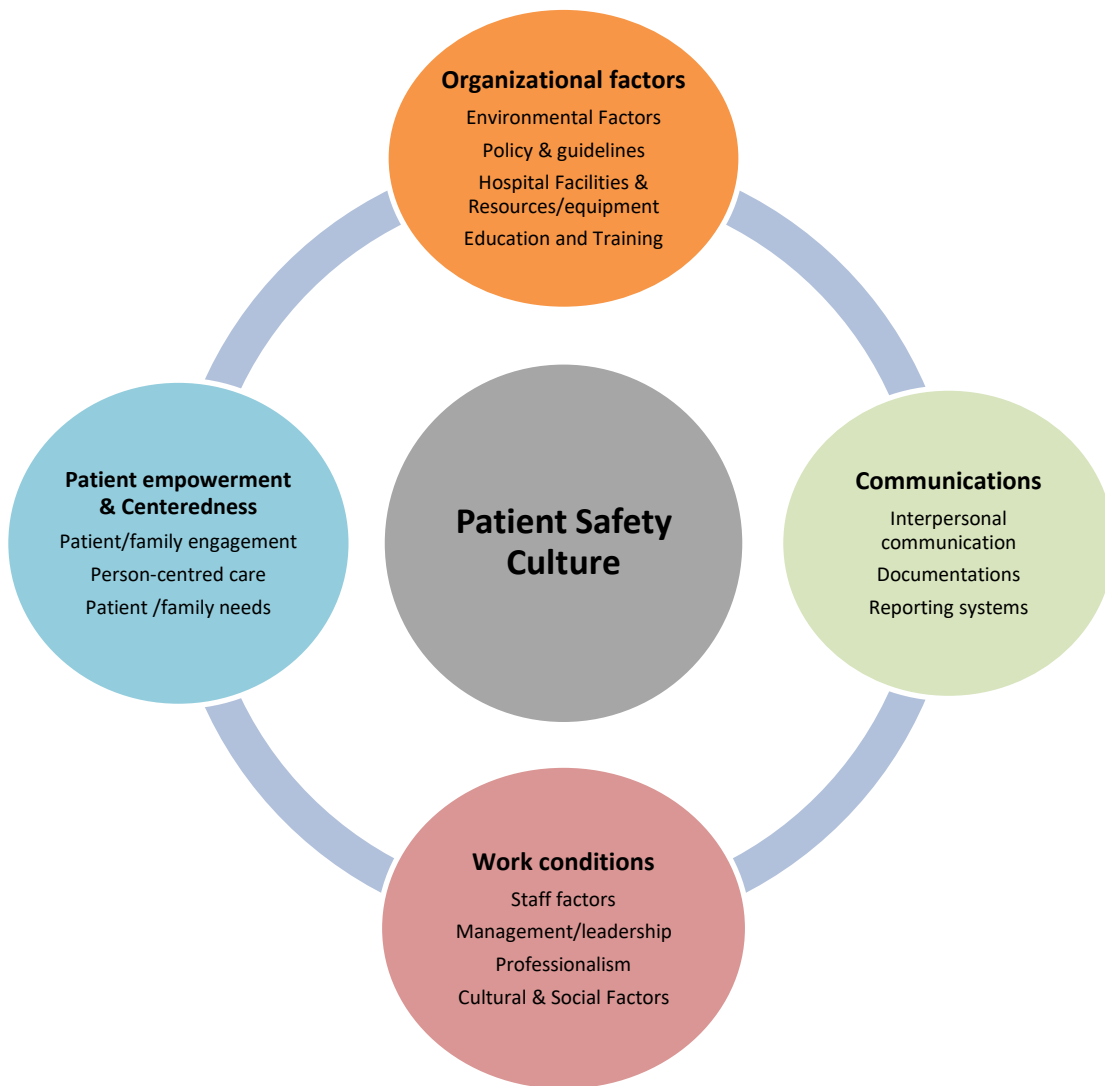 Organizational factors
Environmental Factors
Policy & guidelines
Hospital Facilities &
Resources/equipment
Education and Training
Patient empowerment
& Centeredness
Patient/family engagement
Person-centred care
Patient /family needs
Patient Safety
Culture
Communications
Interpersonal
communication
Documentations
Reporting systems
Work conditions
Staff factors
Management/leadership
Professionalism
Cultural & Social Factors